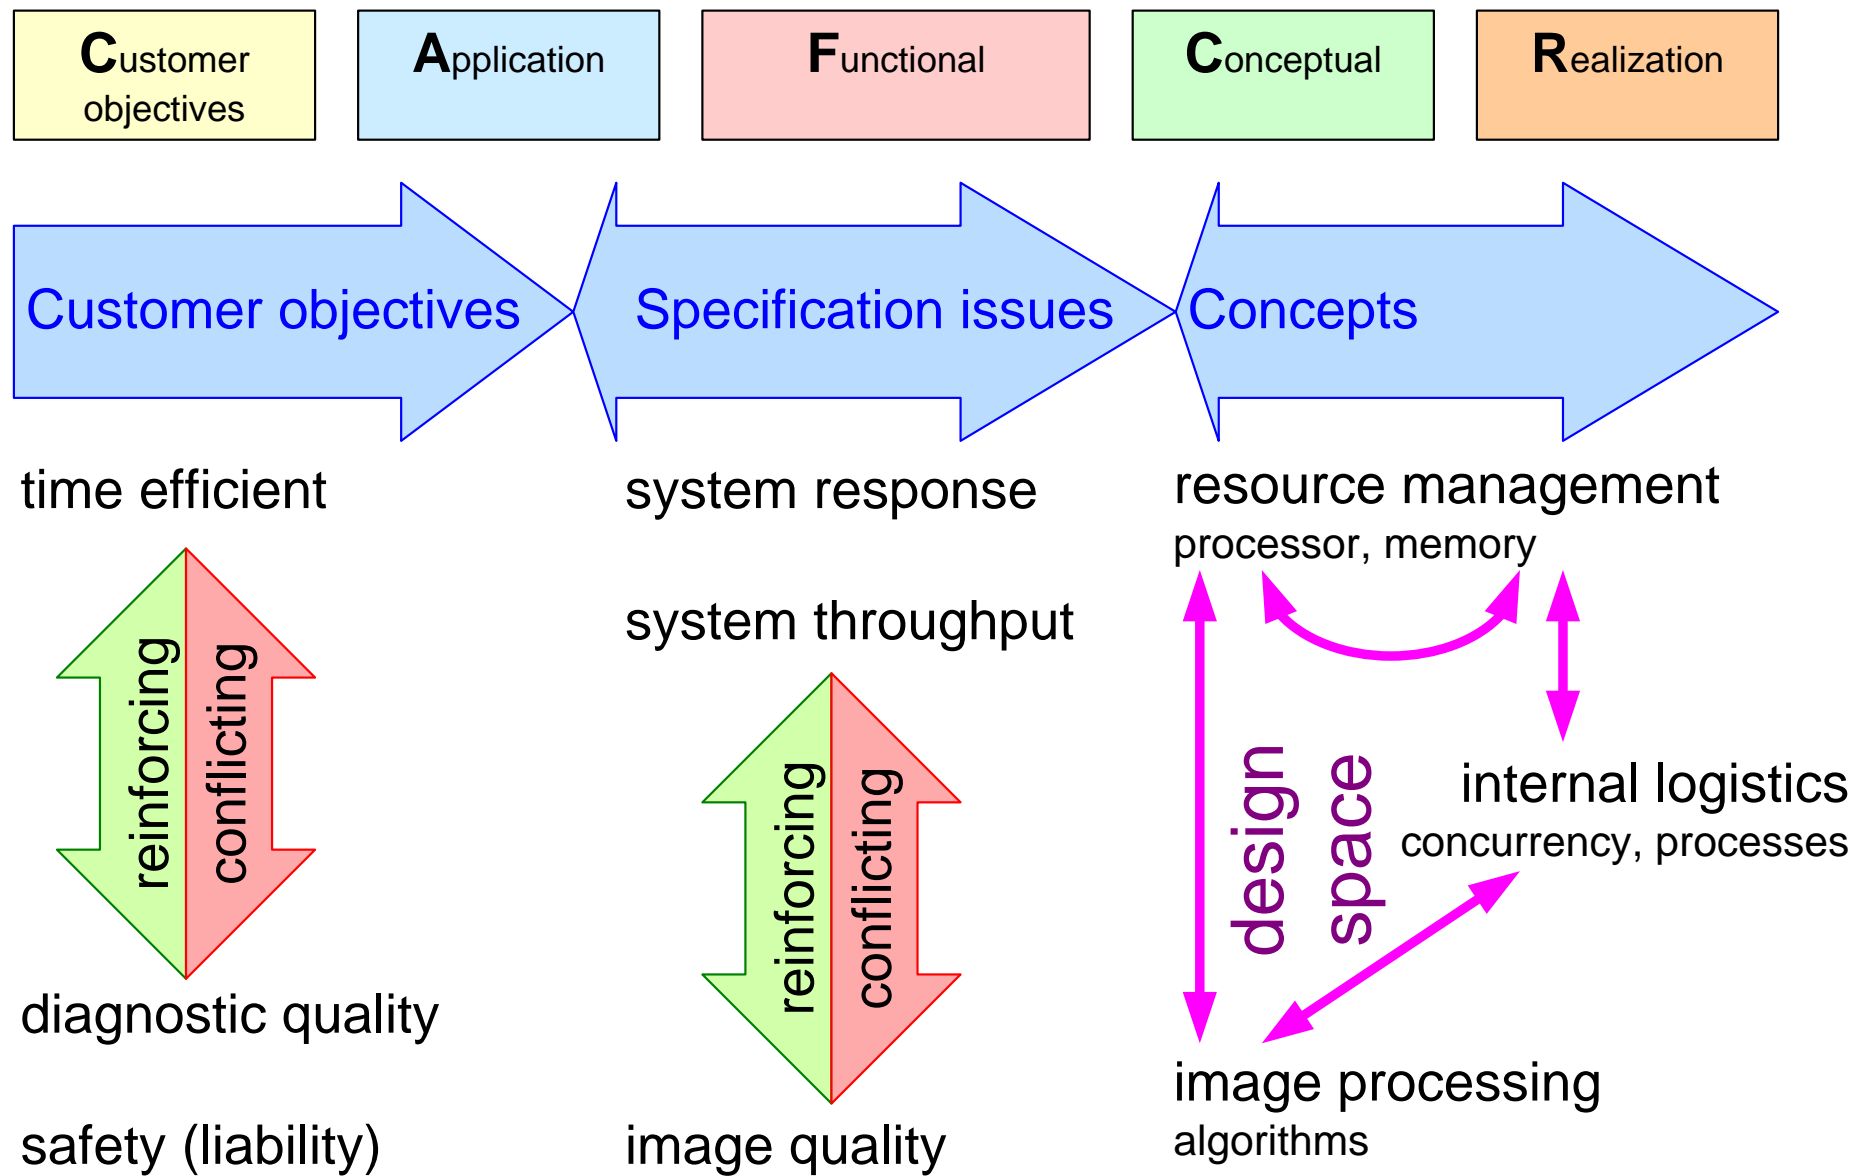 Customer
objectives
Application
Functional
Conceptual
Realization
Customer objectives
Specification issues
Concepts
time efficient
reinforcing
conflicting
diagnostic quality
safety (liability)
system response
system throughput
reinforcing
conflicting
image quality
resource management
processor, memory
design
space
internal logistics
concurrency, processes
image processing
algorithms